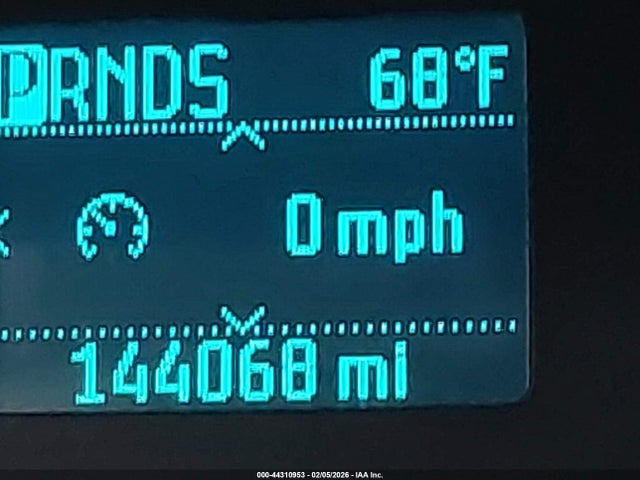 PRNDS 68°F
0 mph
144068 mi
000-44310953 - 02/05/2026 - IAA Inc.